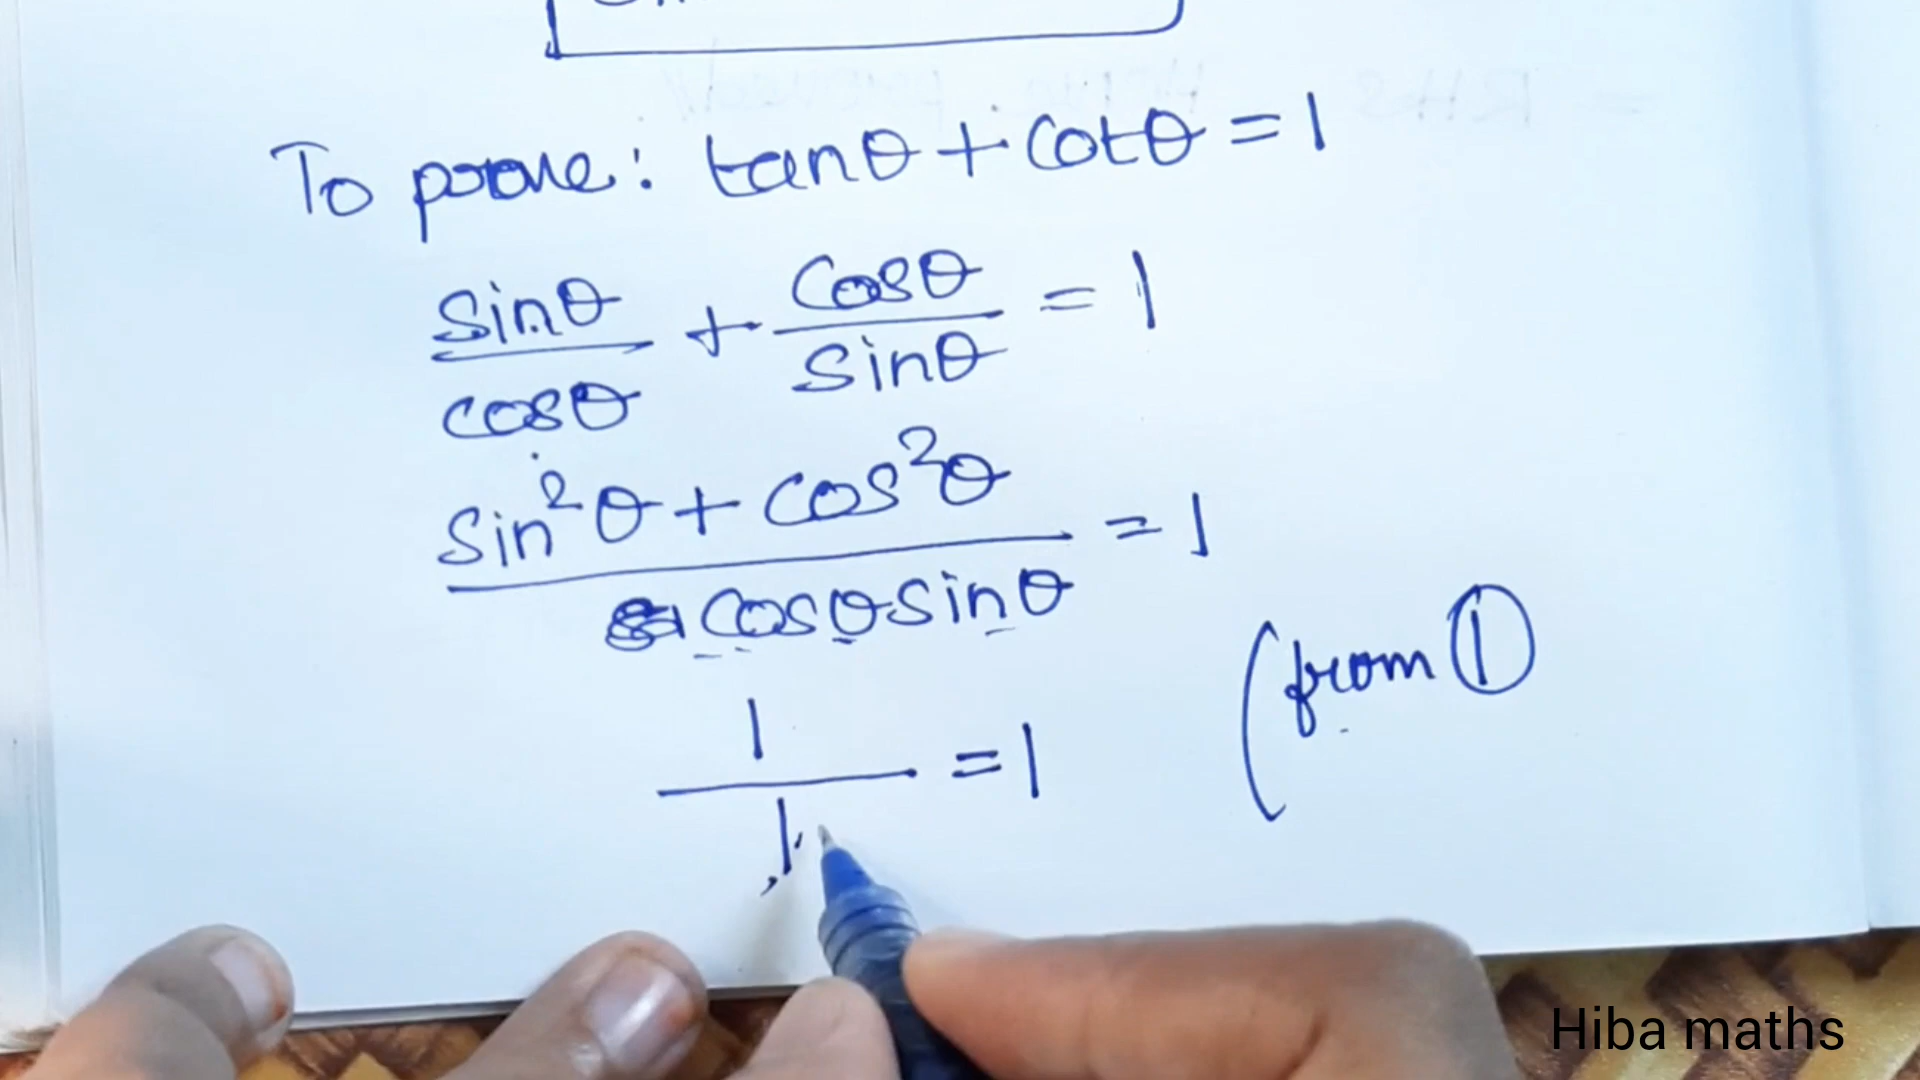 To prove: tanθ + cotθ = 1
sinθ/cosθ + cosθ/sinθ = 1
sin²θ + cos²θ / cosθ sinθ = 1
(from ①
1/1 = 1
Hiba maths